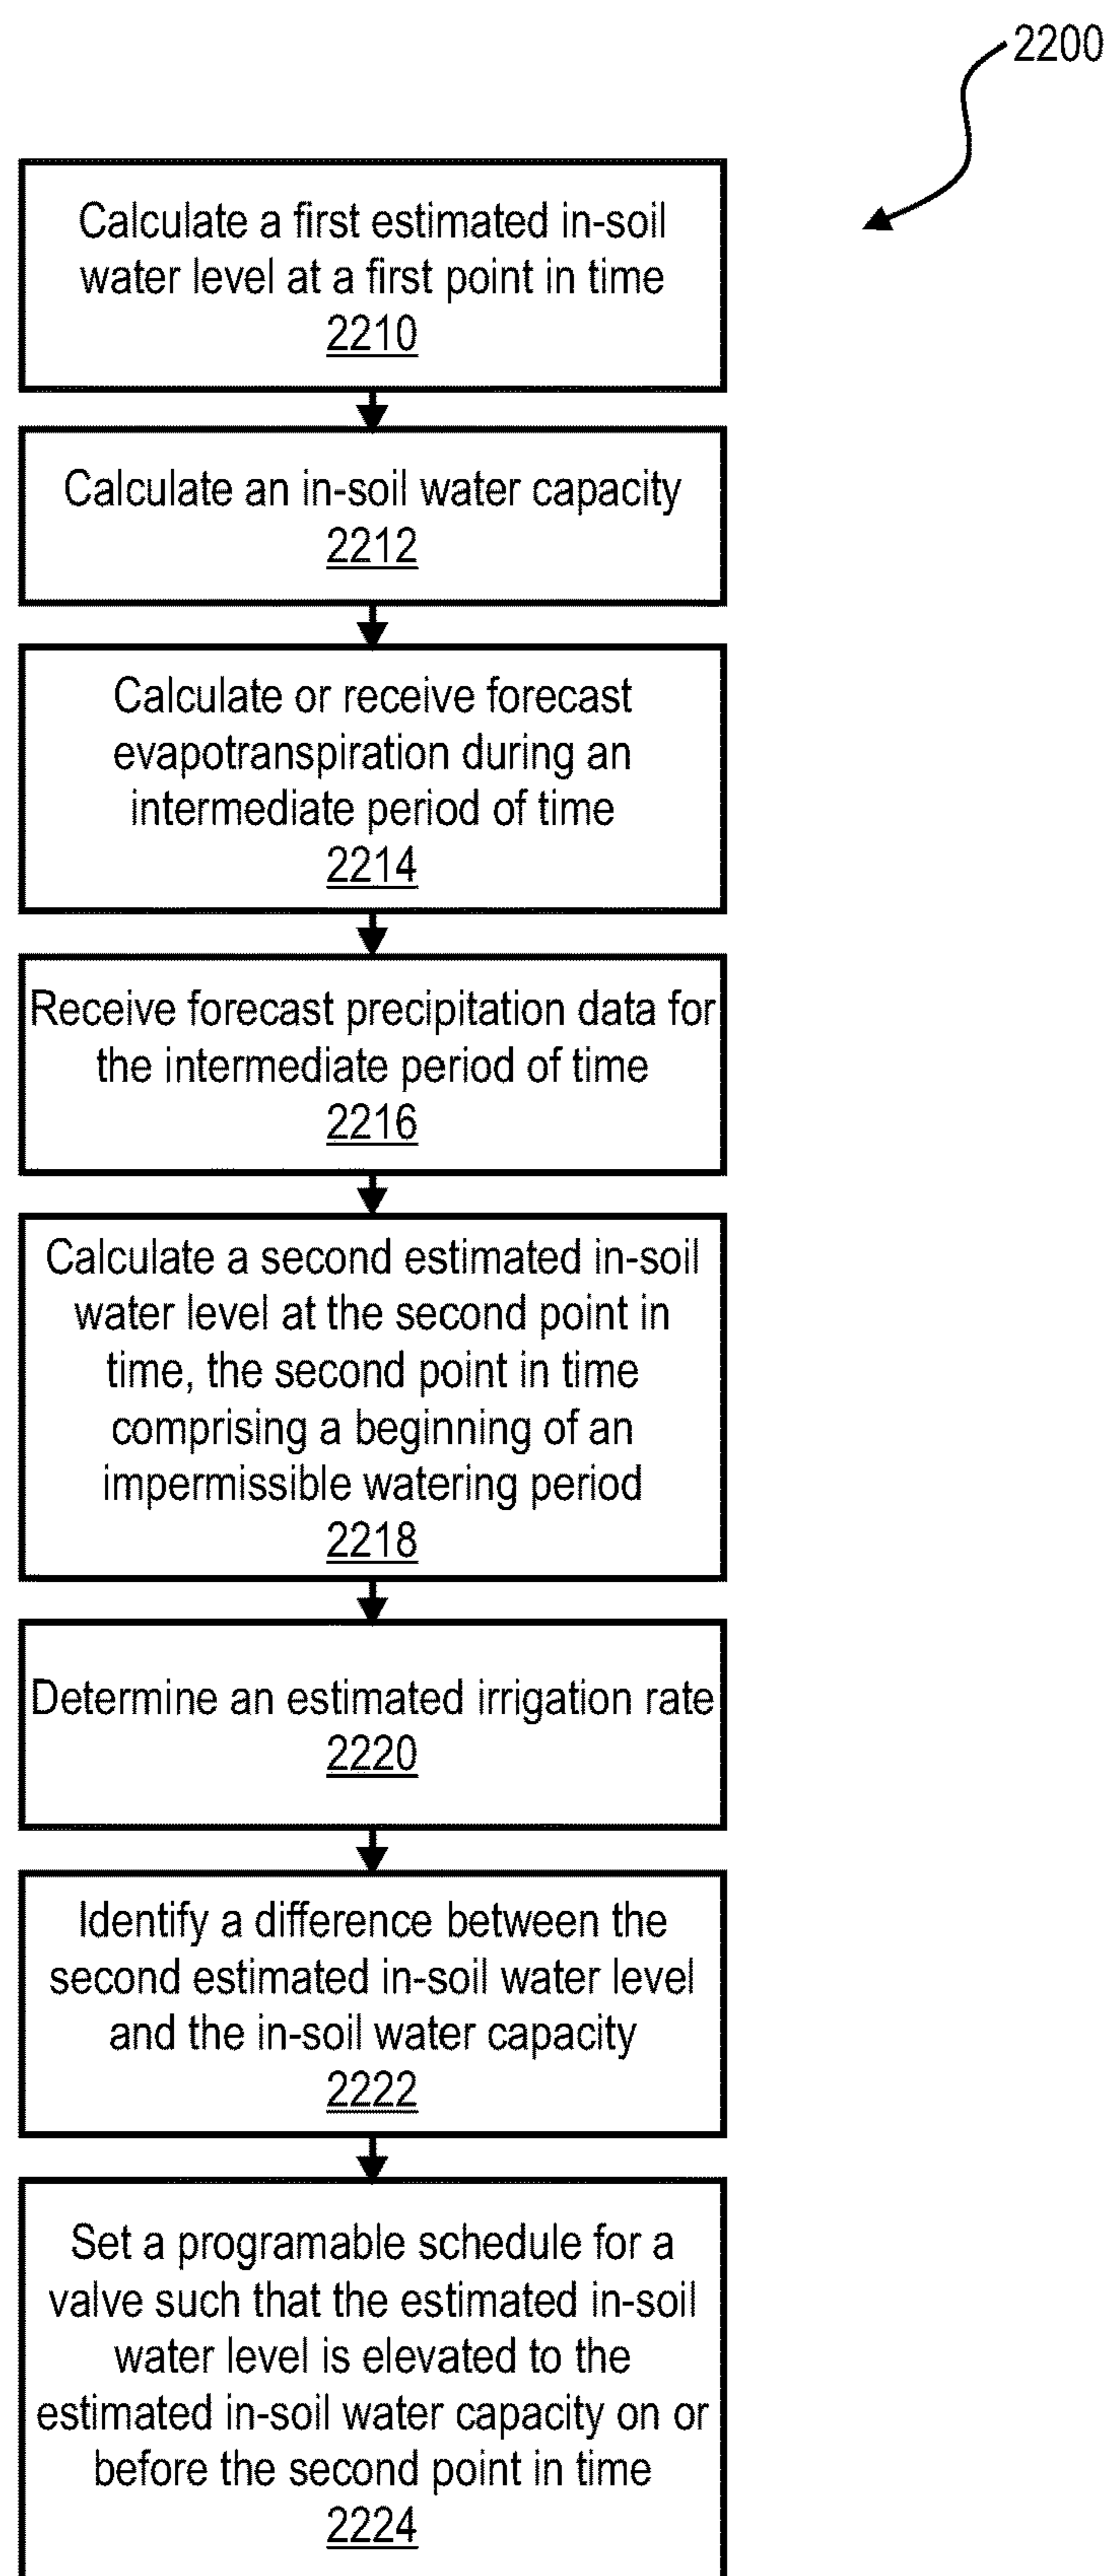 2200
Calculate a first estimated in-soil
water level at a first point in time
2210
Calculate an in-soil water capacity
2212
Calculate or receive forecast
evapotranspiration during an
intermediate period of time
2214
Receive forecast precipitation data for
the intermediate period of time
2216
Calculate a second estimated in-soil
water level at the second point in
time, the second point in time
comprising a beginning of an
impermissible watering period
2218
Determine an estimated irrigation rate
2220
Identify a difference between the
second estimated in-soil water level
and the in-soil water capacity
2222
Set a programable schedule for a
valve such that the estimated in-soil
water level is elevated to the
estimated in-soil water capacity on or
before the second point in time
2224